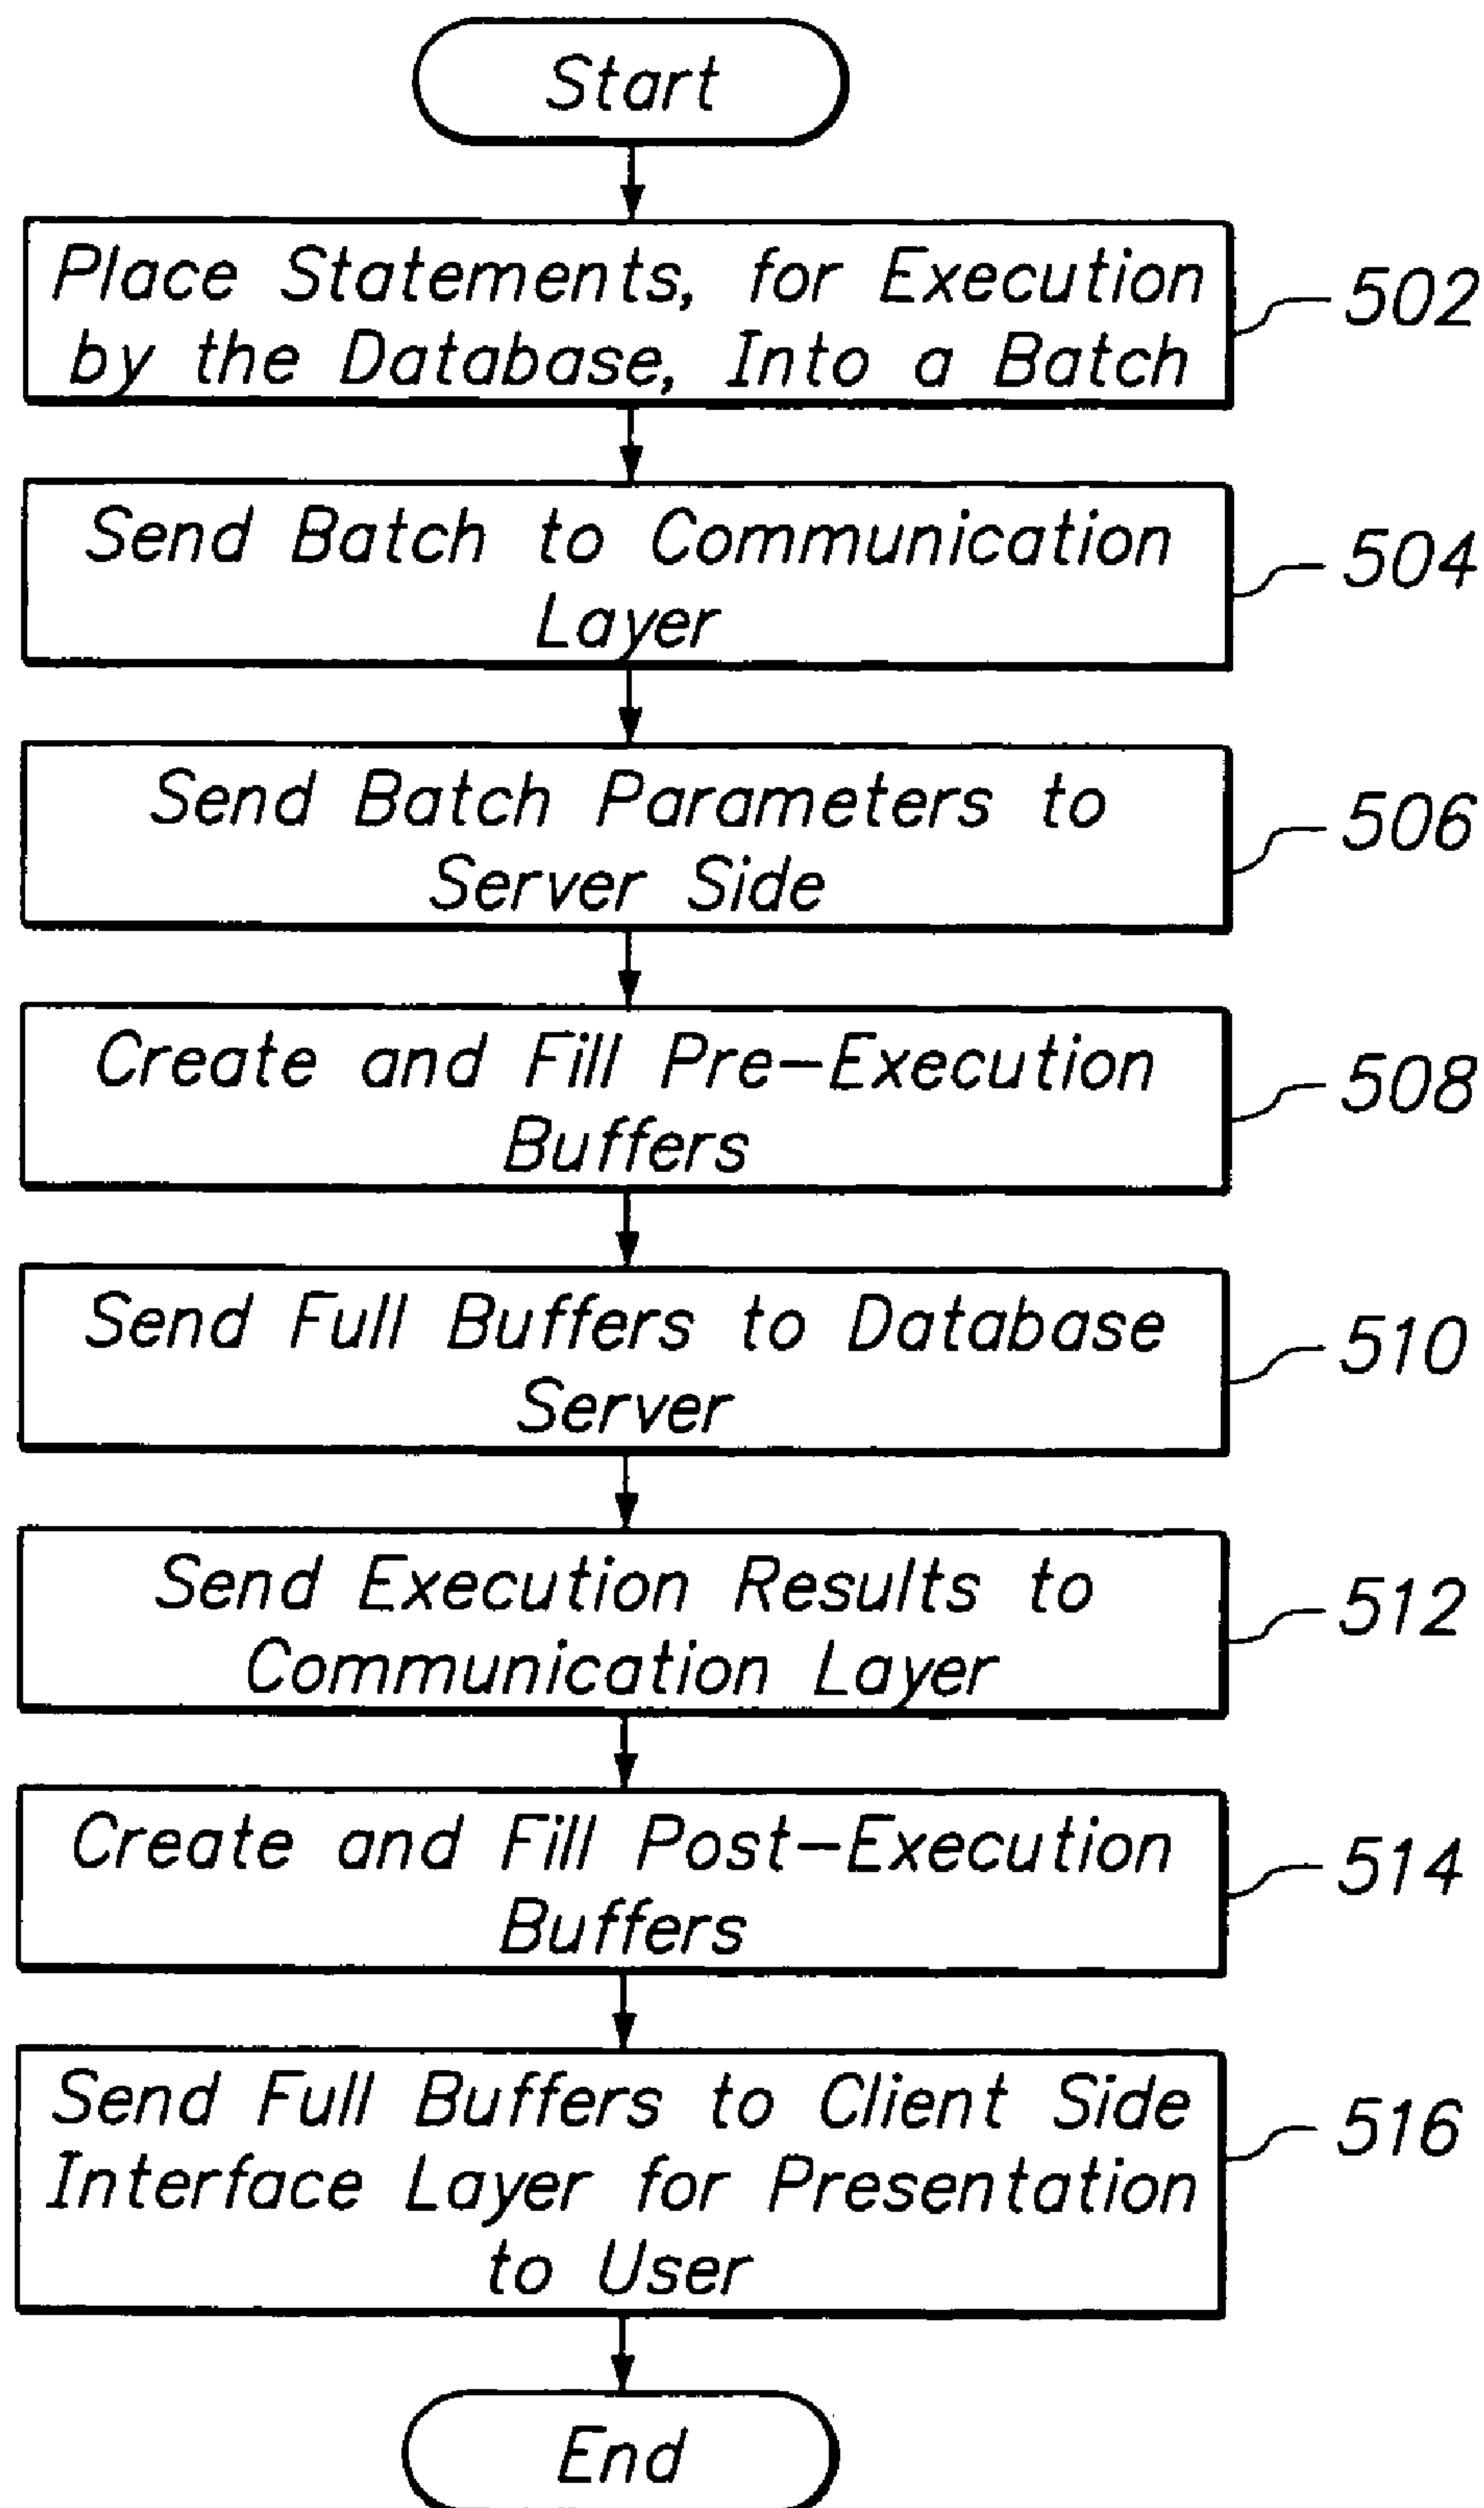 Start
Place Statements, for Execution
by the Database, Into a Batch
502
Send Batch to Communication
Layer
504
Send Batch Parameters to
Server Side
506
Create and Fill Pre-Execution
Buffers
508
Send Full Buffers to Database
Server
510
Send Execution Results to
Communication Layer
512
Create and Fill Post-Execution
Buffers
514
Send Full Buffers to Client Side
Interface Layer for Presentation
to User
516
End